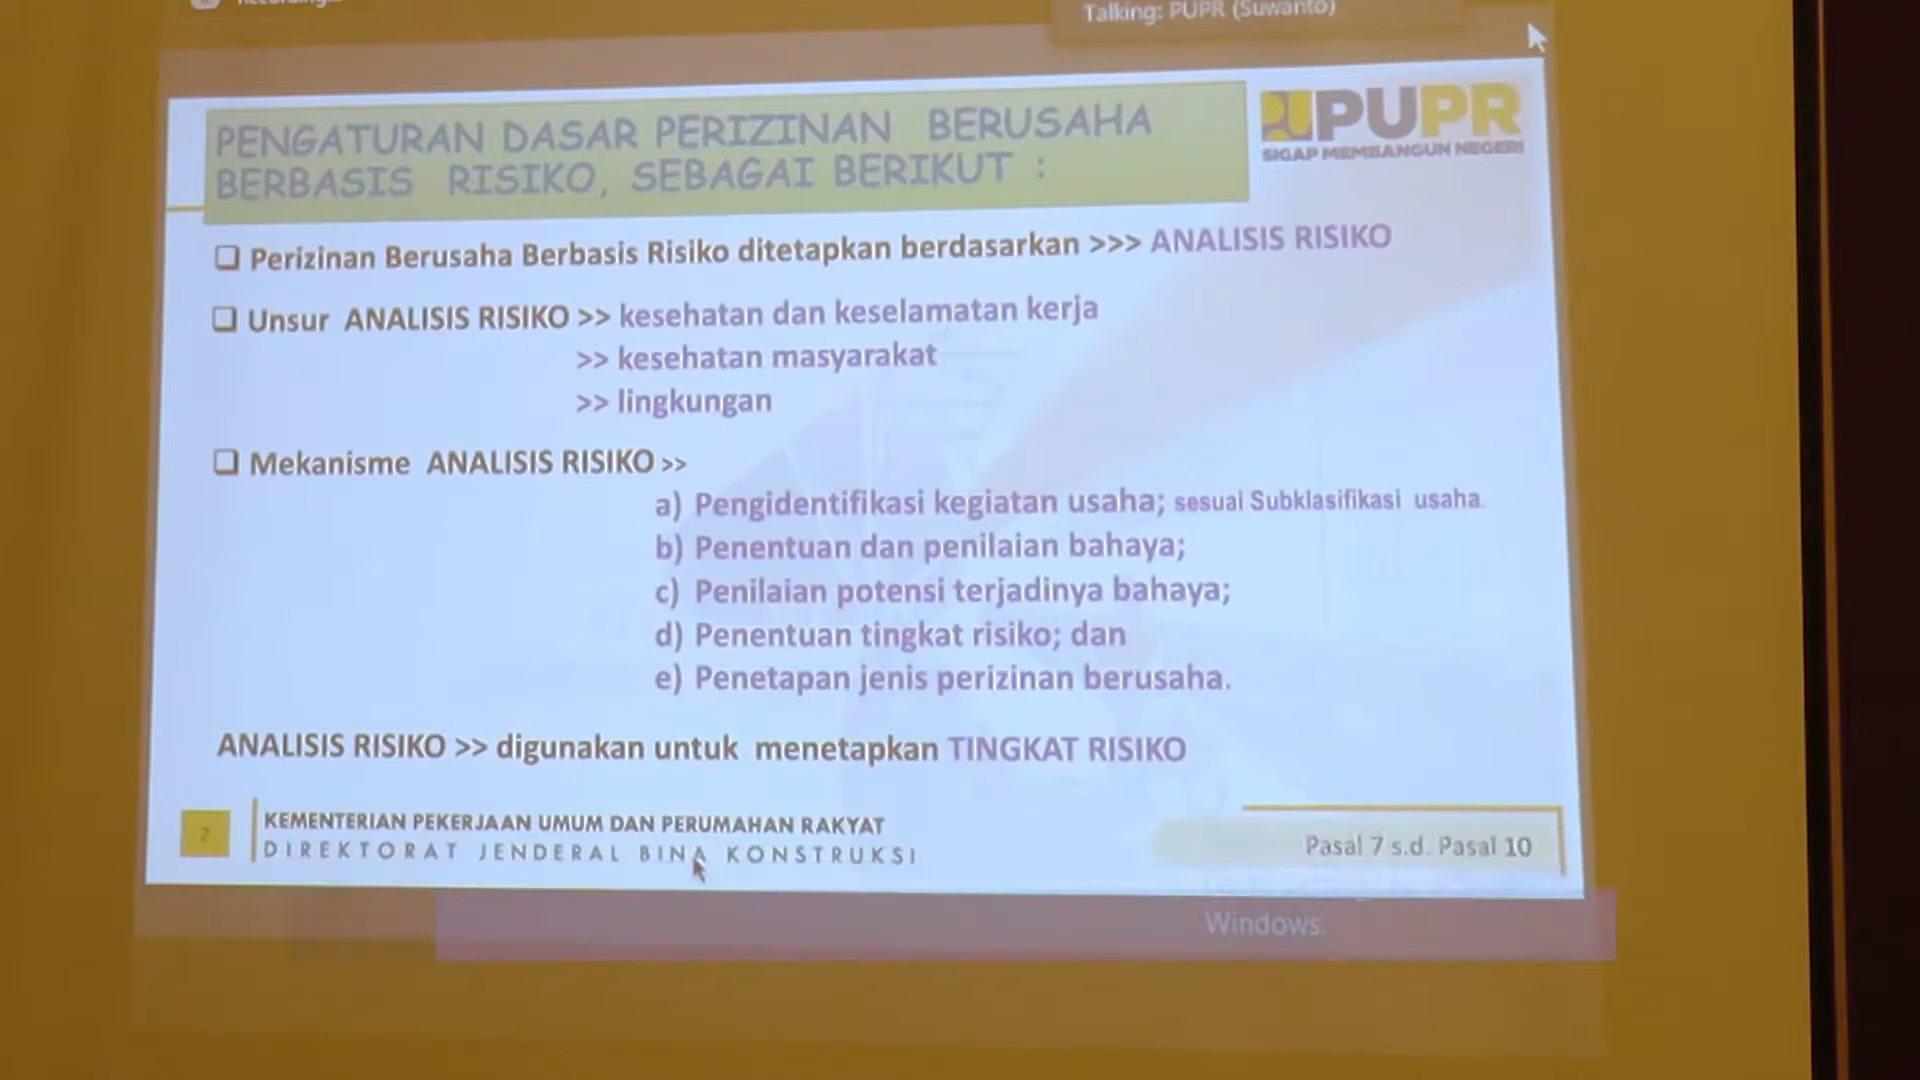 Talking: PUPR (Suwanto)
PENGATURAN DASAR PERIZINAN BERUSAHA
BERBASIS RISIKO, SEBAGAI BERIKUT :
PUPR
SIGAP MEMBANGUN NEGERI
Perizinan Berusaha Berbasis Risiko ditetapkan berdasarkan >>> ANALISIS RISIKO
Unsur ANALISIS RISIKO >> kesehatan dan keselamatan kerja
>> kesehatan masyarakat
>> lingkungan
Mekanisme ANALISIS RISIKO >>
a) Pengidentifikasi kegiatan usaha; sesuai Subklasifikasi usaha.
b) Penentuan dan penilaian bahaya;
c) Penilaian potensi terjadinya bahaya;
d) Penentuan tingkat risiko; dan
e) Penetapan jenis perizinan berusaha.
ANALISIS RISIKO >> digunakan untuk menetapkan TINGKAT RISIKO
2
KEMENTERIAN PEKERJAAN UMUM DAN PERUMAHAN RAKYAT
DIREKTORAT JENDERAL BINA KONSTRUKSI
Pasal 7 s.d. Pasal 10
Windows.